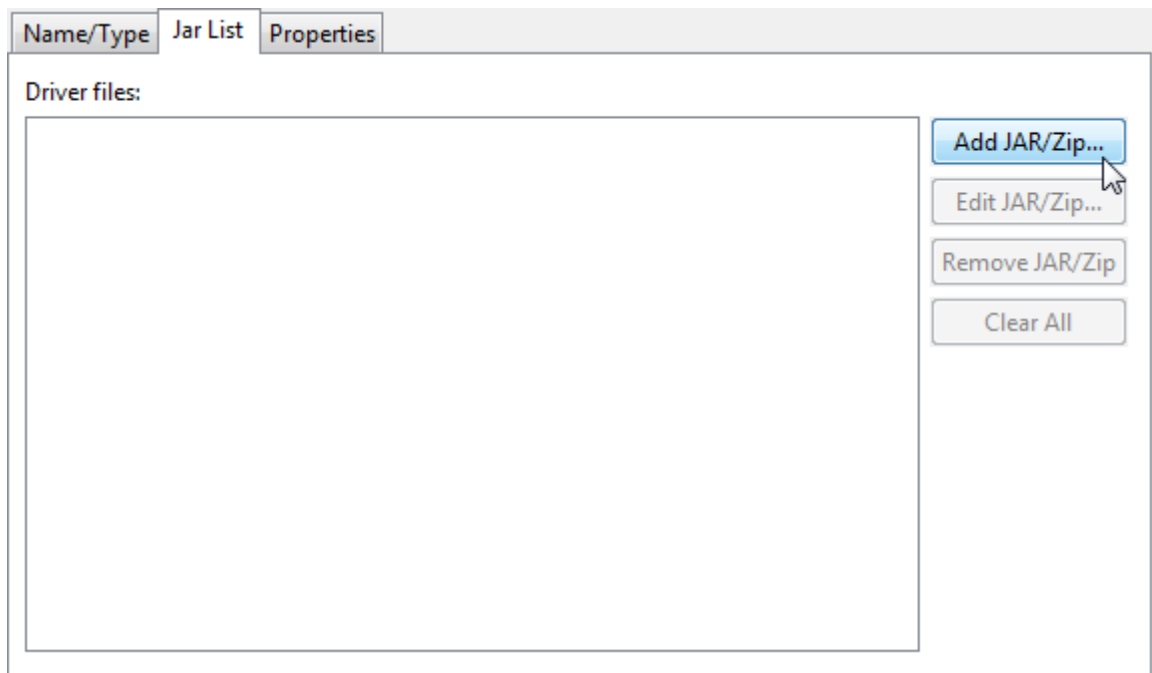 Name/Type Jar List Properties
Driver files:
Add JAR/Zip...
Edit JAR/Zip...
Remove JAR/Zip
Clear All